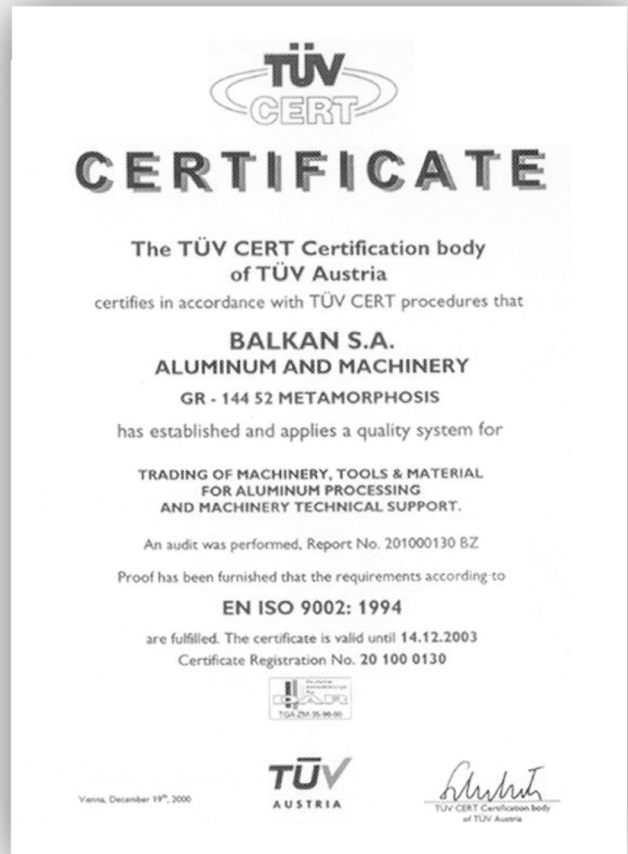 TÜV
CERT
CERTIFICATE
The TÜV CERT Certification body
of TÜV Austria
certifies in accordance with TÜV CERT procedures that
BALKAN S.A.
ALUMINUM AND MACHINERY
GR - 144 52 METAMORPHOSIS
has established and applies a quality system for
TRADING OF MACHINERY, TOOLS & MATERIAL
FOR ALUMINUM PROCESSING
AND MACHINERY TECHNICAL SUPPORT.
An audit was performed, Report No. 201000130 BZ
Proof has been furnished that the requirements according to
EN ISO 9002: 1994
are fulfilled. The certificate is valid until 14.12.2003
Certificate Registration No. 20 100 0130
DAR
Vienna, December 19th, 2000
TÜV
AUSTRIA
TÜV CERT Certification body
of TÜV Austria